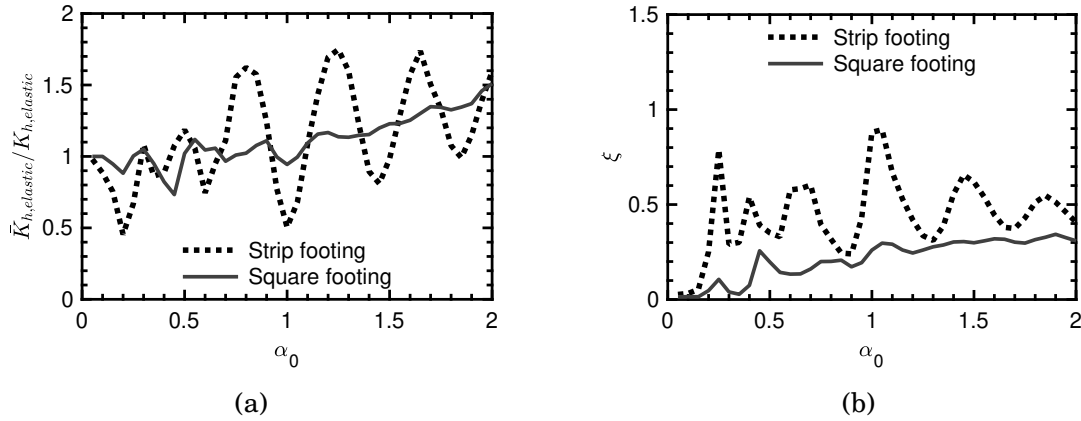 2
1.5
1
0.5
0
K̄h,elastic/Kh,elastic
Strip footing
Square footing
0 0.5 1 1.5 2
α0
(a)
1.5
1
0.5
0
ξ
Strip footing
Square footing
0 0.5 1 1.5 2
α0
(b)